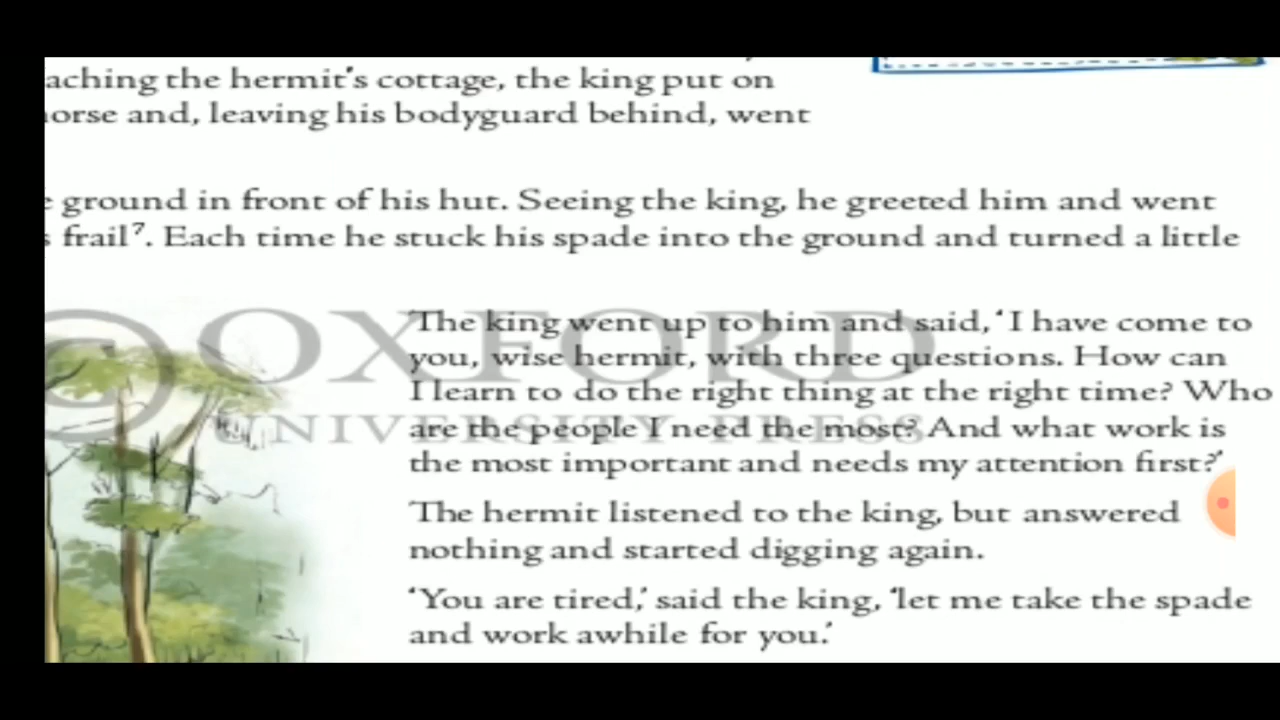 aching the hermit's cottage, the king put on
horse and, leaving his bodyguard behind, went
ground in front of his hut. Seeing the king, he greeted him and went
frail⁷. Each time he stuck his spade into the ground and turned a little
© OXFORD
UNIVERSITY PRESS
The king went up to him and said, ‘I have come to
you, wise hermit, with three questions. How can
I learn to do the right thing at the right time? Who
are the people I need the most? And what work is
the most important and needs my attention first?’
The hermit listened to the king, but answered
nothing and started digging again.
‘You are tired,’ said the king, ‘let me take the spade
and work awhile for you.’